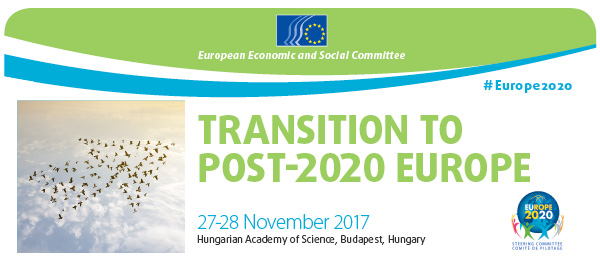 European Economic and Social Committee
#Europe2020
TRANSITION TO
POST-2020 EUROPE
27-28 November 2017
Hungarian Academy of Science, Budapest, Hungary
EUROPE
2020
STEERING COMMITTEE
COMITÉ DE PILOTAGE